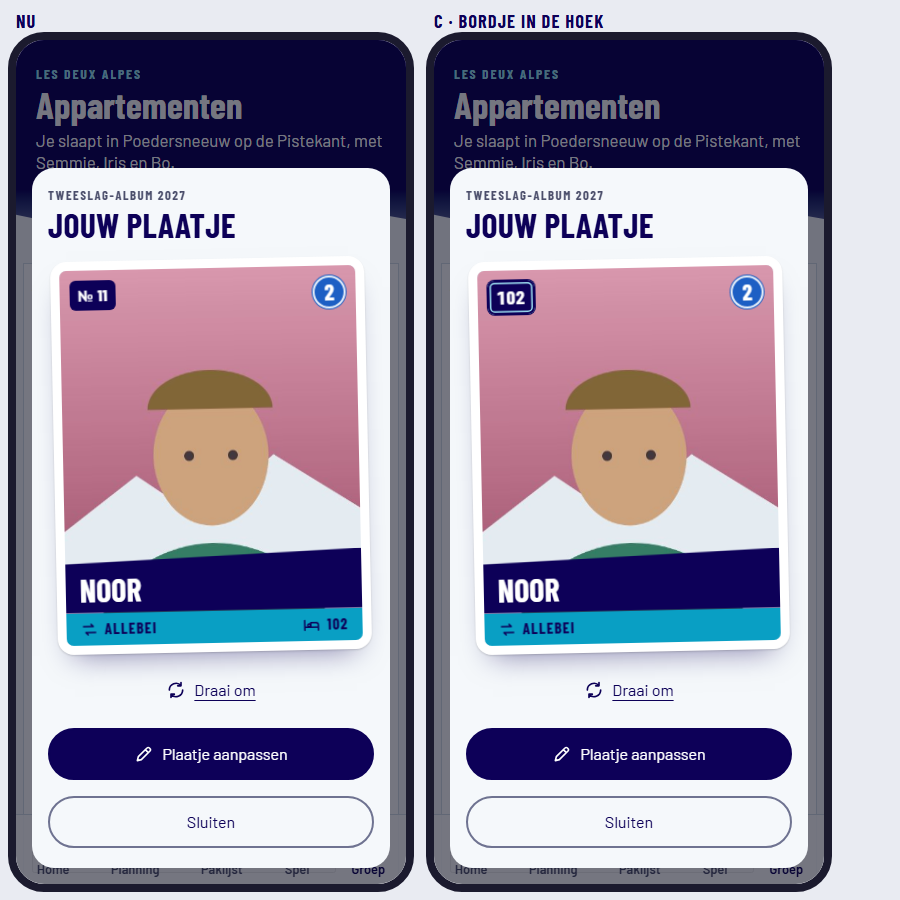 NU
LES DEUX ALPES
Appartementen
Je slaapt in Poedersneeuw op de Pistekant, met
Semmie, Iris en Bo.
TWEESLAG-ALBUM 2027
JOUW PLAATJE
№ 11
2
NOOR
ALLEBEI
102
Draai om
Plaatje aanpassen
Sluiten
Home Planning Paklijst Spel Groep
C · BORDJE IN DE HOEK
LES DEUX ALPES
Appartementen
Je slaapt in Poedersneeuw op de Pistekant, met
Semmie, Iris en Bo.
TWEESLAG-ALBUM 2027
JOUW PLAATJE
102
2
NOOR
ALLEBEI
Draai om
Plaatje aanpassen
Sluiten
Home Planning Paklijst Spel Groep